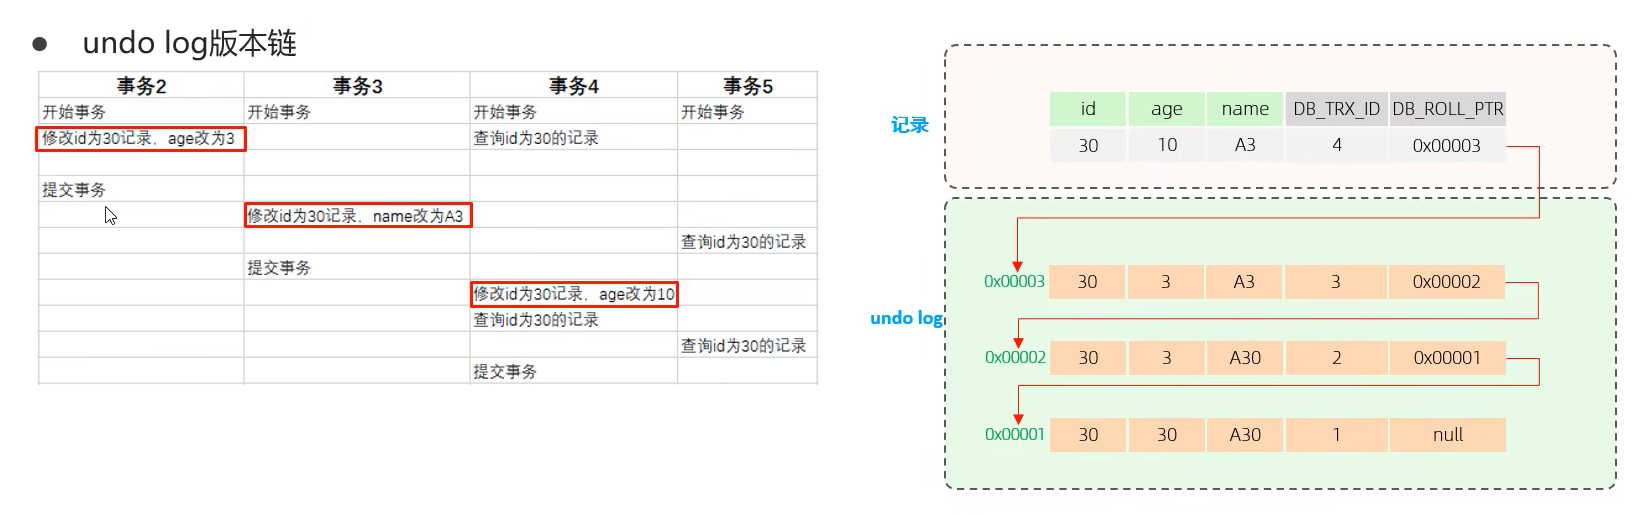 ● undo log版本链
事务2 事务3 事务4 事务5
开始事务 开始事务 开始事务 开始事务
修改id为30记录，age改为3 查询id为30的记录
提交事务
修改id为30记录，name改为A3
查询id为30的记录
提交事务
修改id为30记录，age改为10
查询id为30的记录
查询id为30的记录
提交事务
记录
id age name DB_TRX_ID DB_ROLL_PTR
30 10 A3 4 0x00003
undo log
0x00003 30 3 A3 3 0x00002
0x00002 30 3 A30 2 0x00001
0x00001 30 30 A30 1 null